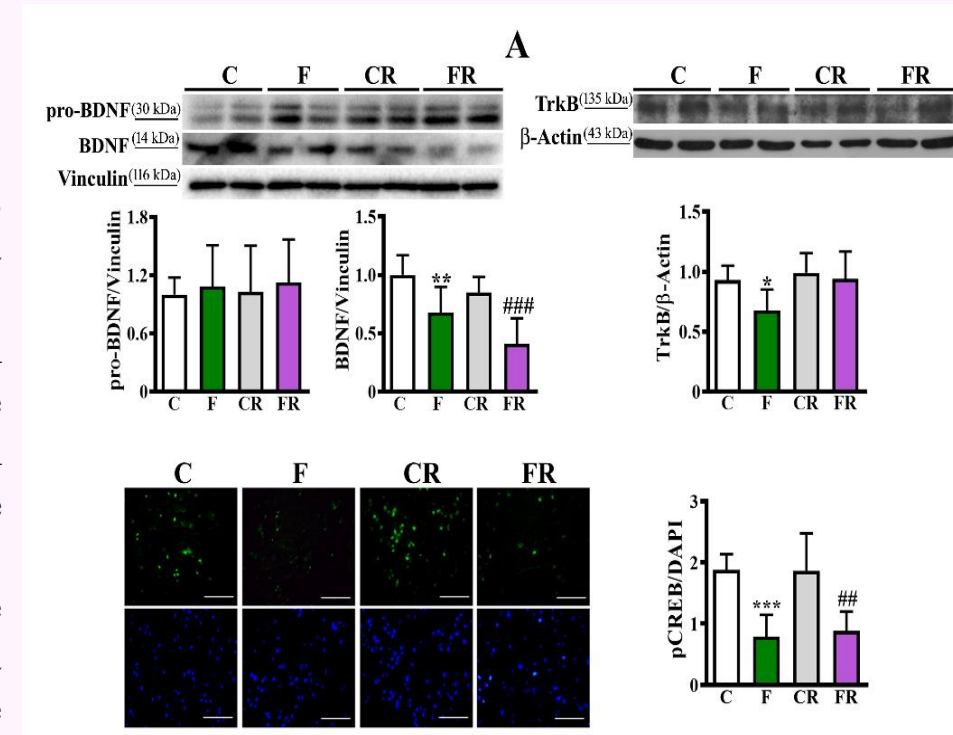 A
C F CR FR
pro-BDNF(30 kDa)
BDNF(14 kDa)
Vinculin(116 kDa)
C F CR FR
TrkB(135 kDa)
β-Actin(43 kDa)
pro-BDNF/Vinculin
1.8
1.2
0.6
0
C F CR FR
BDNF/Vinculin
1.5
1.0
0.5
0
**
###
C F CR FR
TrkB/β-Actin
1.5
1.0
0.5
0
*
C F CR FR
C F CR FR
pCREB/DAPI
3
2
1
0
***
##
C F CR FR